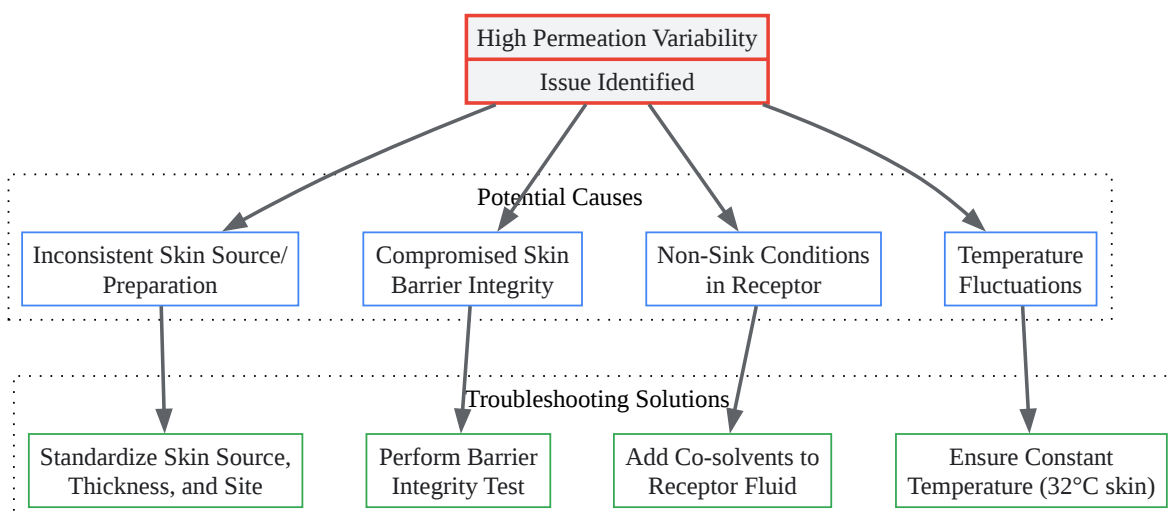 High Permeation Variability
Issue Identified
Potential Causes
Inconsistent Skin Source/
Preparation
Compromised Skin
Barrier Integrity
Non-Sink Conditions
in Receptor
Temperature
Fluctuations
Troubleshooting Solutions
Standardize Skin Source,
Thickness, and Site
Perform Barrier
Integrity Test
Add Co-solvents to
Receptor Fluid
Ensure Constant
Temperature (32°C skin)